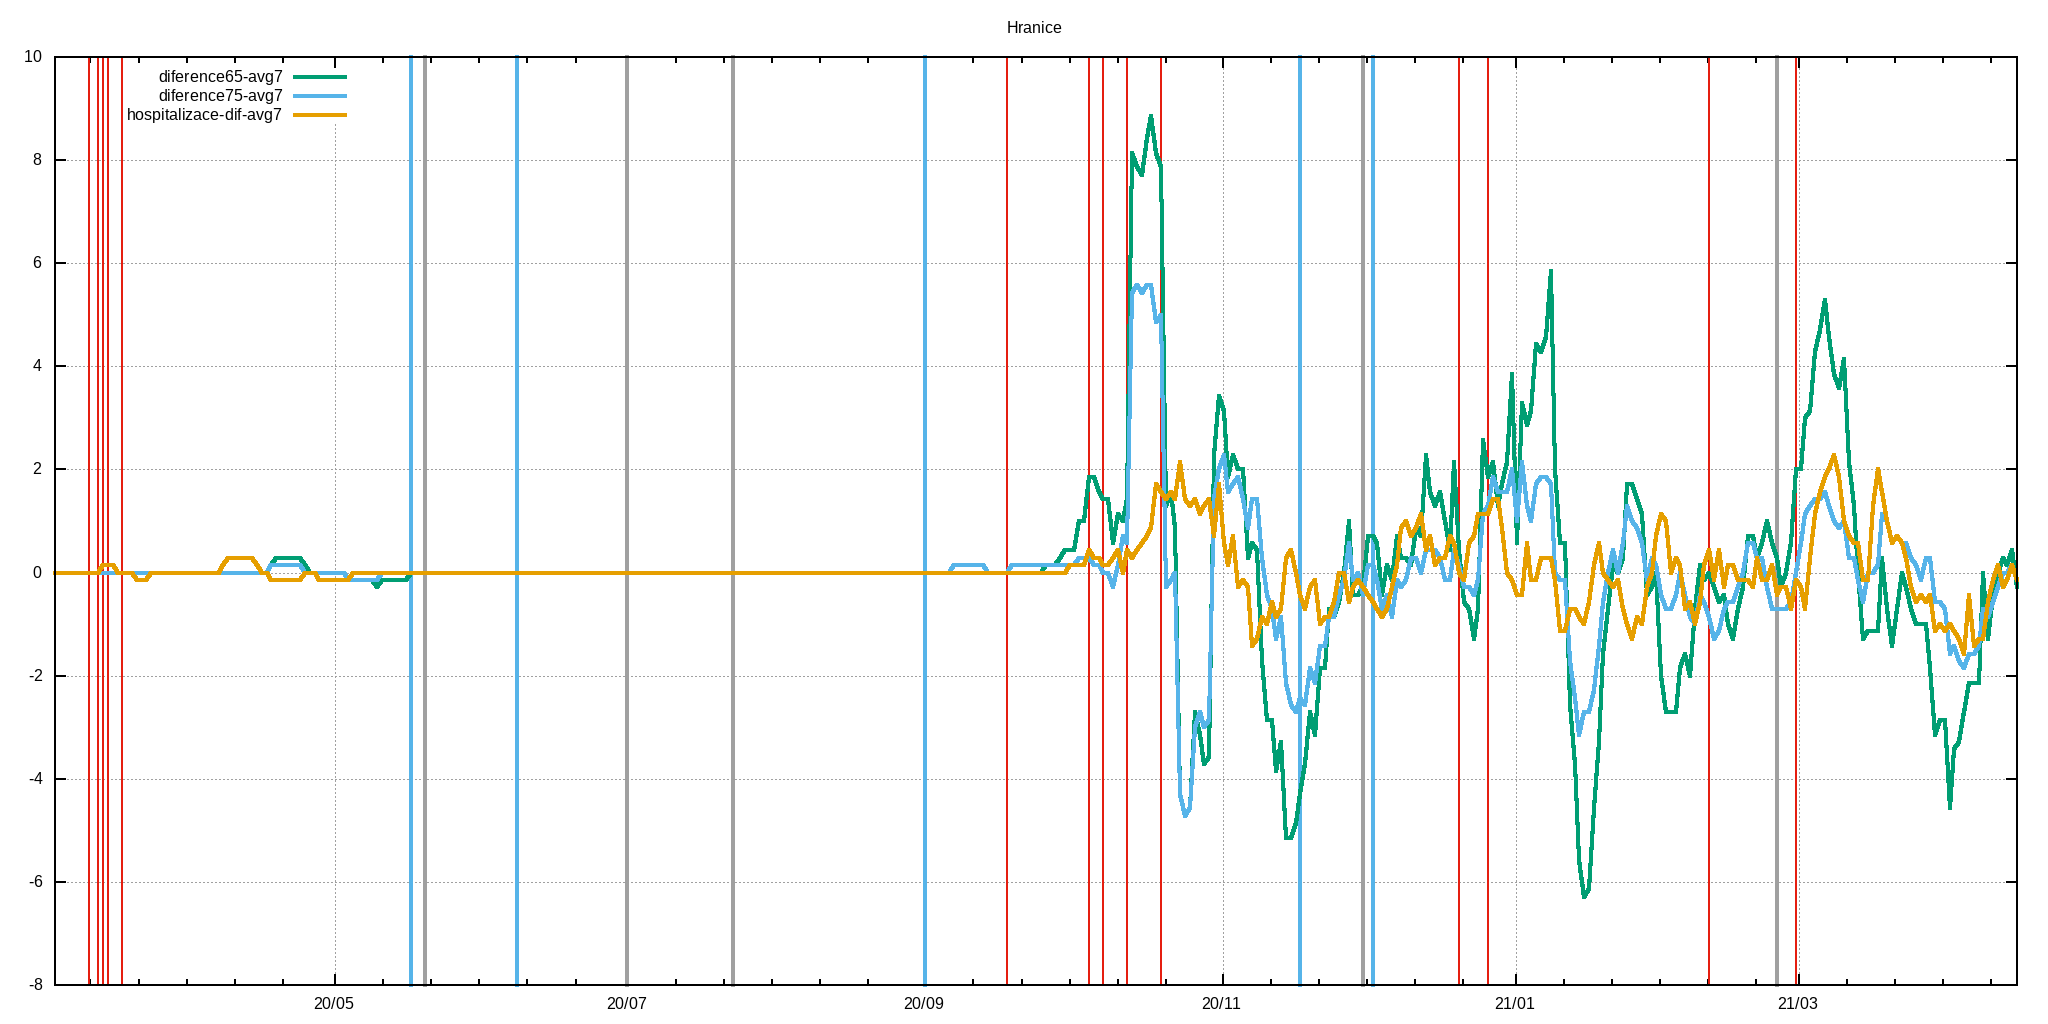 Hranice
10
diference65-avg7
diference75-avg7
hospitalizace-dif-avg7
8
6
4
2
0
-2
-4
-6
-8
20/05 20/07 20/09 20/11 21/01 21/03